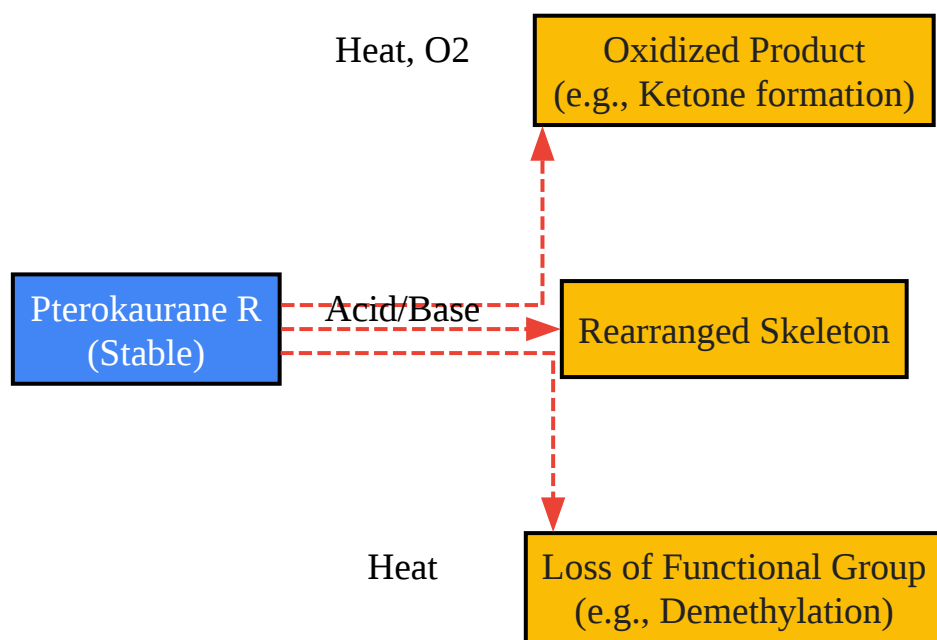 Heat, O2
Oxidized Product
(e.g., Ketone formation)
Pterokaurane R
(Stable)
Acid/Base
Rearranged Skeleton
Heat
Loss of Functional Group
(e.g., Demethylation)